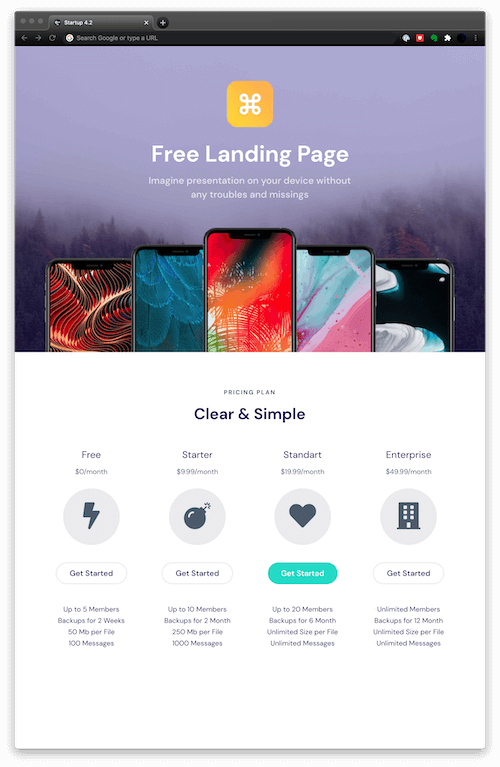 Startup 4.2
Search Google or type a URL
Free Landing Page
Imagine presentation on your device without
any troubles and missings
PRICING PLAN
Clear & Simple
Free
$0/month
Get Started
Up to 5 Members
Backups for 2 Weeks
50 Mb per File
100 Messages
Starter
$9.99/month
Get Started
Up to 10 Members
Backups for 2 Month
250 Mb per File
1000 Messages
Standart
$19.99/month
Get Started
Up to 20 Members
Backups for 6 Month
Unlimited Size per File
Unlimited Messages
Enterprise
$49.99/month
Get Started
Unlimited Members
Backups for 12 Month
Unlimited Size per File
Unlimited Messages